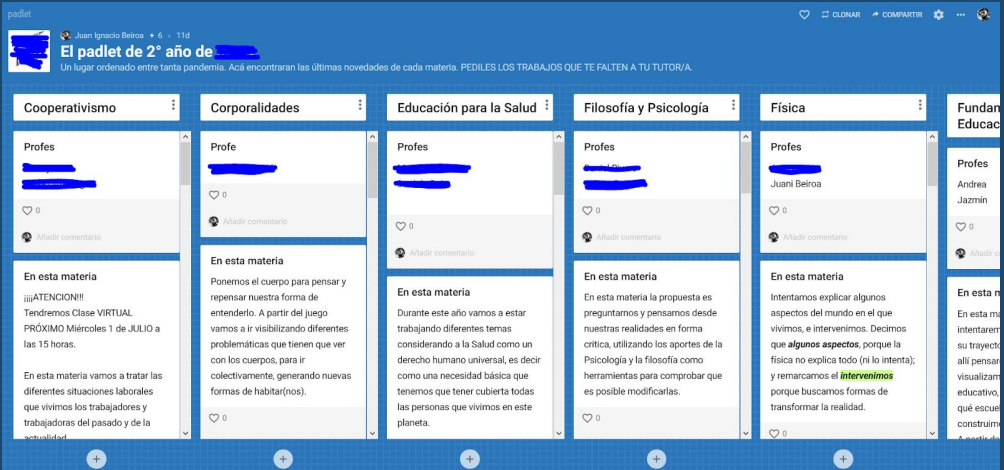 padlet
CLONAR
COMPARTIR
Juan Ignacio Beiroa + 6 · 11d
El padlet de 2° año de
Un lugar ordenado entre tanta pandemia. Acá encontraran las últimas novedades de cada materia. PEDILES LOS TRABAJOS QUE TE FALTEN A TU TUTOR/A.
Cooperativismo
Profes
0
Añadir comentario
En esta materia
¡¡¡¡ATENCION!!!
Tendremos Clase VIRTUAL
PRÓXIMO Miércoles 1 de JULIO a
las 15 horas.
En esta materia vamos a tratar las
diferentes situaciones laborales
que vivimos los trabajadores y
trabajadoras del pasado y de la
actualidad
Corporalidades
Profe
0
Añadir comentario
En esta materia
Ponemos el cuerpo para pensar y
repensar nuestra forma de
entenderlo. A partir del juego
vamos a ir visibilizando diferentes
problemáticas que tienen que ver
con los cuerpos, para ir
colectivamente, generando nuevas
formas de habitar(nos).
0
Educación para la Salud
Profes
0
Añadir comentario
En esta materia
Durante este año vamos a estar
trabajando diferentes temas
considerando a la Salud como un
derecho humano universal, es decir
como una necesidad básica que
tenemos que tener cubierta todas
las personas que vivimos en este
planeta.
Filosofía y Psicología
Profes
0
Añadir comentario
En esta materia
En esta materia la propuesta es
preguntarnos y pensarnos desde
nuestras realidades en forma
critica, utilizando los aportes de la
Psicología y la filosofía como
herramientas para comprobar que
es posible modificarlas.
0
Física
Profes
Juani Beiroa
0
Añadir comentario
En esta materia
Intentamos explicar algunos
aspectos del mundo en el que
vivimos, e intervenimos. Decimos
que algunos aspectos, porque la
física no explica todo (ni lo intenta);
y remarcamos el intervenimos
porque buscamos formas de
transformar la realidad.
0
Fundan
Educac
Profes
Andrea
Jazmín
0
Añadir c
En esta m
En esta ma
intentarem
su trayecto
allí pensar
visualizam
educativo,
qué escuel
construim